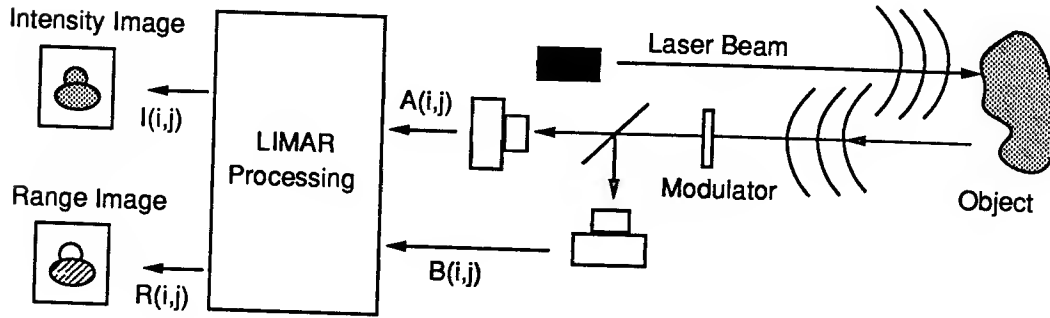 Intensity Image
I(i,j)
Range Image
R(i,j)
LIMAR
Processing
A(i,j)
B(i,j)
Laser Beam
Modulator
Object